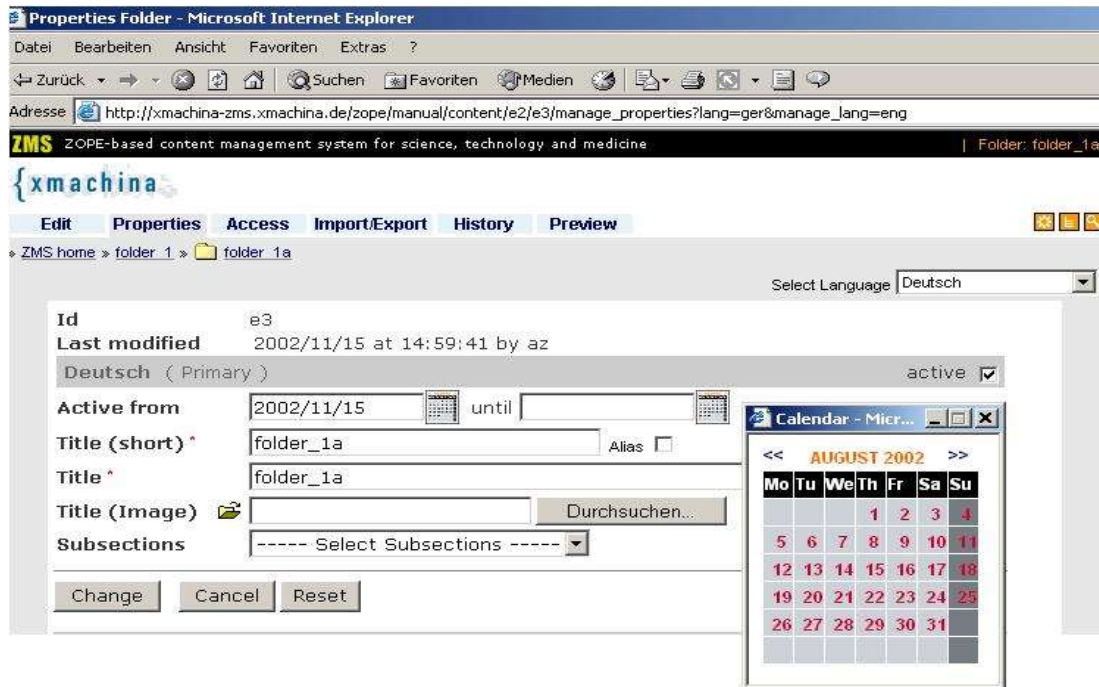 Properties Folder - Microsoft Internet Explorer
Datei Bearbeiten Ansicht Favoriten Extras ?
Zurück Suchen Favoriten Medien
Adresse http://xmachina-zms.xmachina.de/zope/manual/content/e2/e3/manage_properties?lang=ger&manage_lang=eng
ZMS ZOPE-based content management system for science, technology and medicine | Folder: folder_1a
{xmachina
Edit Properties Access Import/Export History Preview
» ZMS home » folder_1 » folder_1a
Select Language Deutsch
Id e3
Last modified 2002/11/15 at 14:59:41 by az
Deutsch ( Primary ) active
Active from 2002/11/15 until
Title (short) * folder_1a Alias
Title * folder_1a
Title (Image) Durchsuchen...
Subsections ----- Select Subsections -----
Change Cancel Reset
Calendar - Micr...
<< AUGUST 2002 >>
Mo Tu We Th Fr Sa Su
1 2 3 4
5 6 7 8 9 10 11
12 13 14 15 16 17 18
19 20 21 22 23 24 25
26 27 28 29 30 31